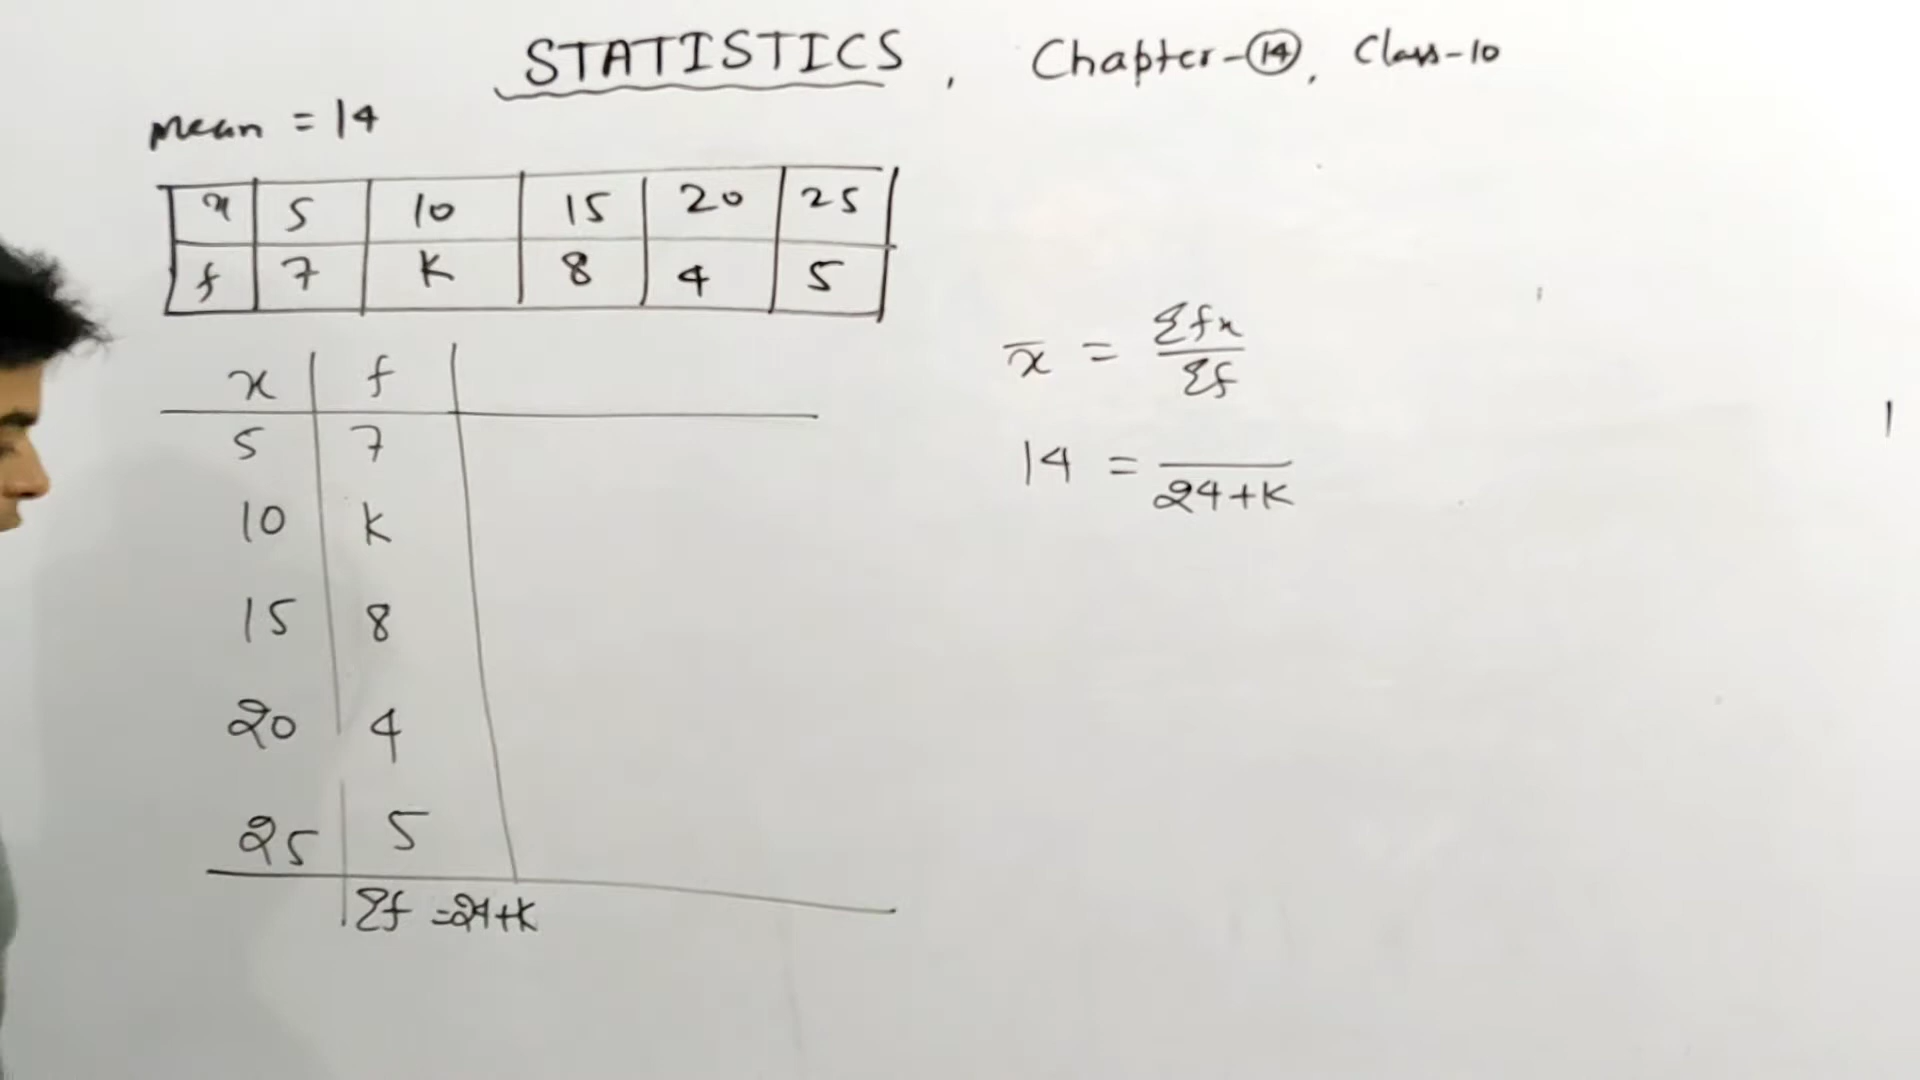 STATISTICS, Chapter-14, Class-10
Mean = 14
x 5 10 15 20 25
f 7 K 8 4 5
x̄ = Σfx / Σf
14 = / 24+K
x f
5 7
10 K
15 8
20 4
25 5
Σf = 24+K